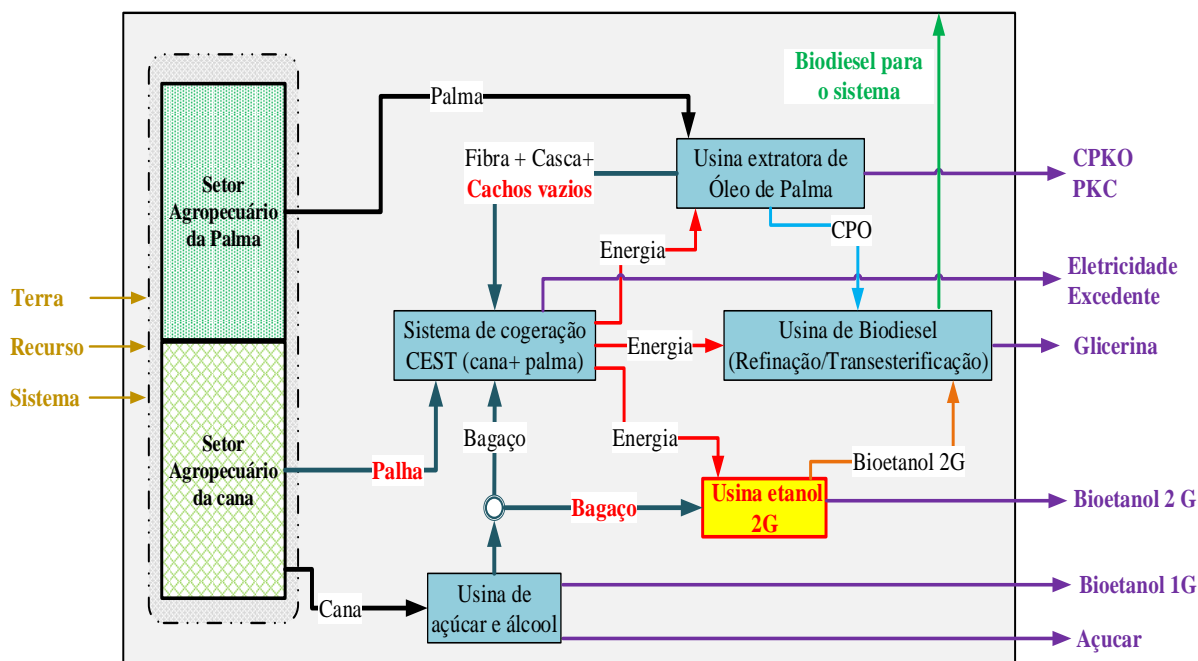 Biodiesel para
o sistema
Palma
Fibra + Casca+
Cachos vazios
Usina extratora de
Óleo de Palma
CPKO
PKC
Setor
Agropecuário
da Palma
CPO
Energia
Eletricidade
Excedente
Terra
Recurso
Sistema
Sistema de cogeração
CEST (cana+ palma)
Energia
Usina de Biodiesel
(Refinação/Transesterificação)
Glicerina
Setor
Agropecuário
da cana
Palha
Bagaço
Energia
Bioetanol 2G
Bagaço
Usina etanol
2G
Bioetanol 2 G
Cana
Usina de
açúcar e álcool
Bioetanol 1G
Açucar